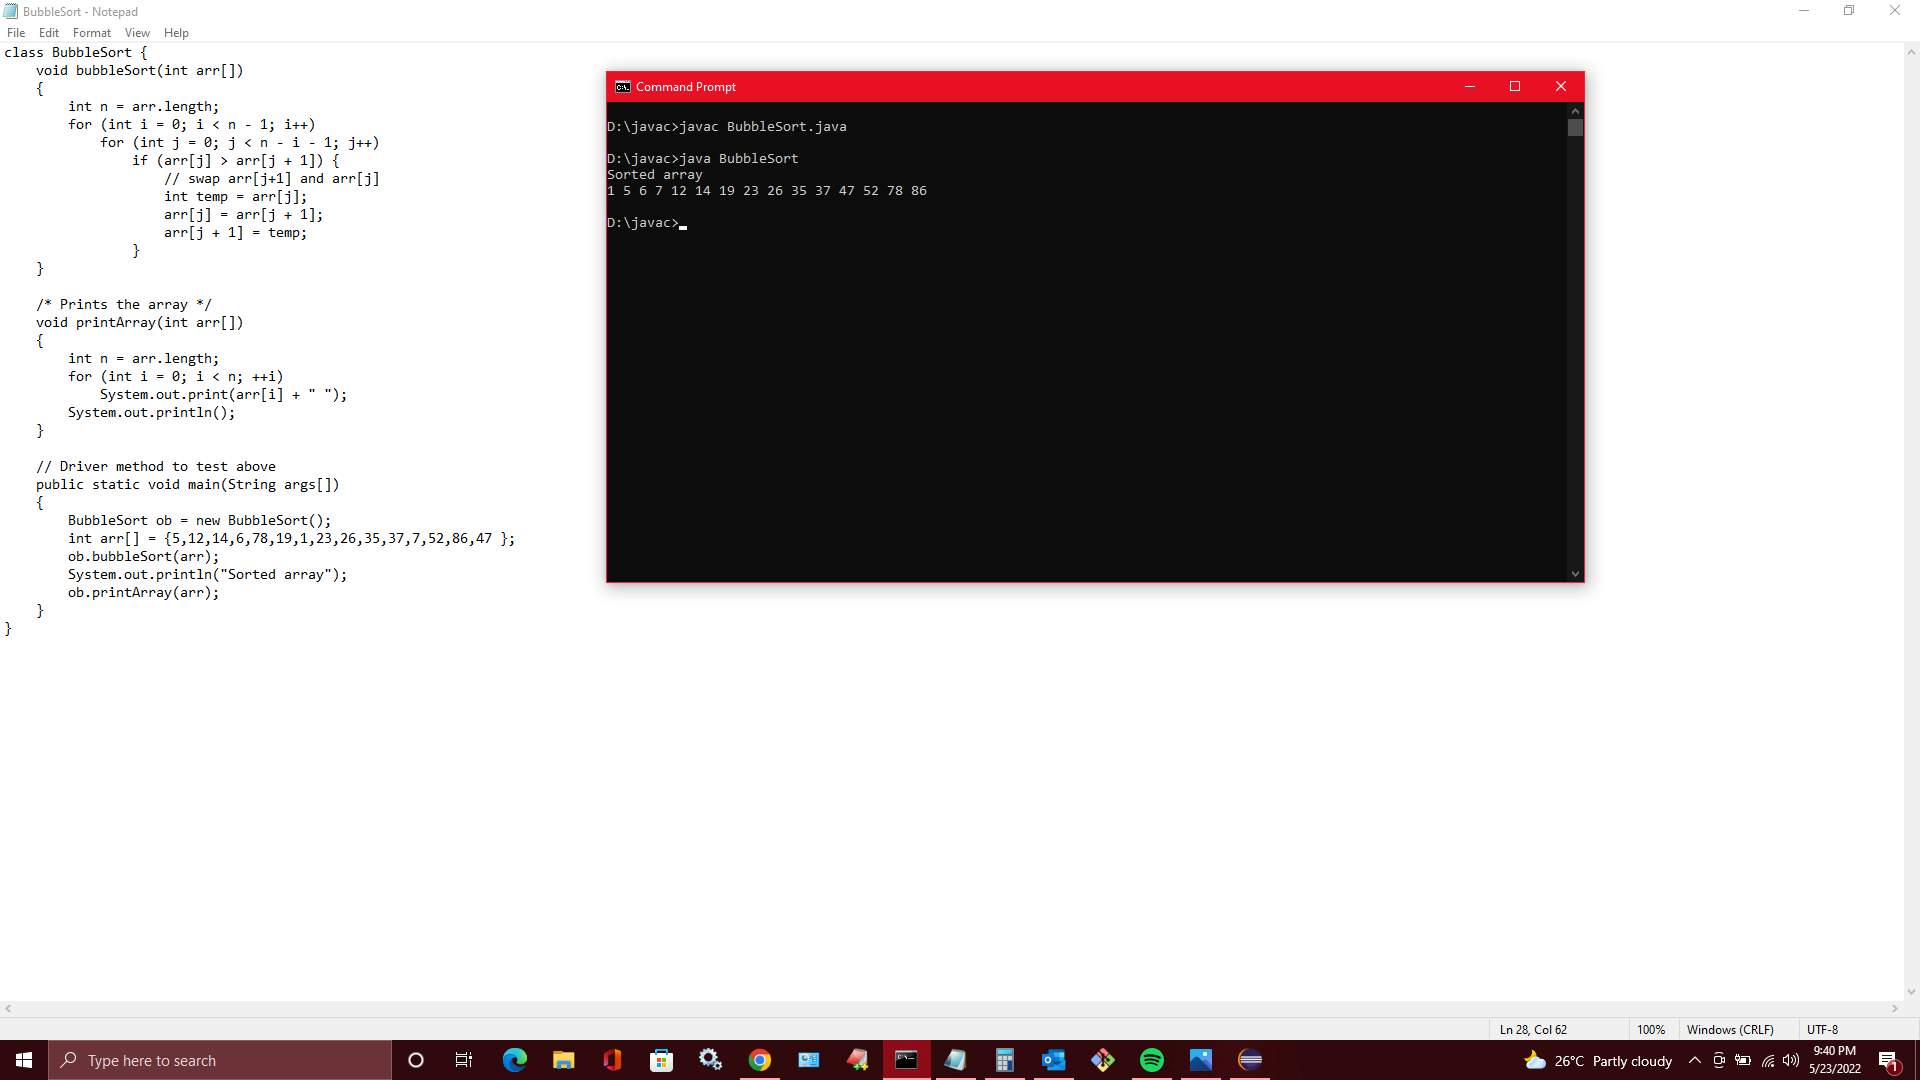 BubbleSort - Notepad
File Edit Format View Help
class BubbleSort {
    void bubbleSort(int arr[])
    {
        int n = arr.length;
        for (int i = 0; i < n - 1; i++)
            for (int j = 0; j < n - i - 1; j++)
                if (arr[j] > arr[j + 1]) {
                    // swap arr[j+1] and arr[j]
                    int temp = arr[j];
                    arr[j] = arr[j + 1];
                    arr[j + 1] = temp;
                }
    }
    /* Prints the array */
    void printArray(int arr[])
    {
        int n = arr.length;
        for (int i = 0; i < n; ++i)
            System.out.print(arr[i] + " ");
        System.out.println();
    }
    // Driver method to test above
    public static void main(String args[])
    {
        BubbleSort ob = new BubbleSort();
        int arr[] = {5,12,14,6,78,19,1,23,26,35,37,7,52,86,47 };
        ob.bubbleSort(arr);
        System.out.println("Sorted array");
        ob.printArray(arr);
    }
}
Command Prompt
D:\javac>javac BubbleSort.java
D:\javac>java BubbleSort
Sorted array
1 5 6 7 12 14 19 23 26 35 37 47 52 78 86
D:\javac>
Ln 28, Col 62 100% Windows (CRLF) UTF-8
Type here to search
26°C Partly cloudy
9:40 PM
5/23/2022
1